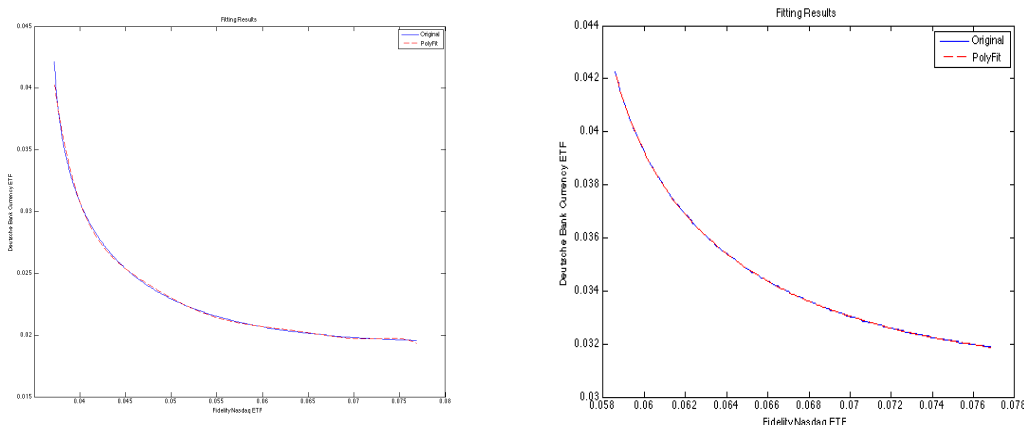 Fitting Results
Original
PolyFit
0.045
0.04
0.035
0.03
0.025
0.02
0.015
Deutsche Bank Currency ETF
0.04 0.045 0.05 0.055 0.06 0.065 0.07 0.075 0.08
Fidelity Nasdaq ETF
Fitting Results
Original
PolyFit
0.044
0.042
0.04
0.038
0.036
0.034
0.032
0.03
Deutsche Bank Currency ETF
0.058 0.06 0.062 0.064 0.066 0.068 0.07 0.072 0.074 0.076 0.078
Fidelity Nasdaq ETF